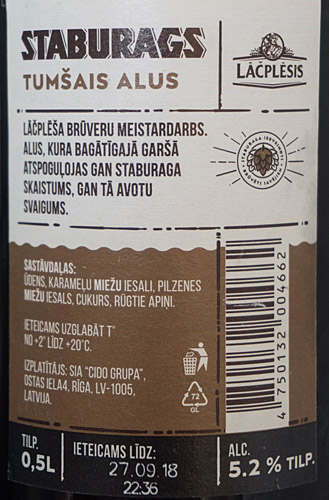 STABURAGS
TUMŠAIS ALUS
LĀČPLĒSIS
LĀČPLĒŠA BRŪVERU MEISTARDARBS.
ALUS, KURA BAGĀTĪGAJĀ GARŠĀ
ATSPOGUĻOJAS GAN STABURAGA
SKAISTUMS, GAN TĀ AVOTU
SVAIGUMS.
SASTĀVDAĻAS:
ŪDENS, KARAMEĻU MIEŽU IESALI, PILZENES
MIEŽU IESALS, CUKURS, RŪGTIE APIŅI.
IETEICAMS UZGLABĀT T°
NO +2° LĪDZ +20°C.
IZPLATĪTĀJS: SIA "CIDO GRUPA",
OSTAS IELA4, RĪGA, LV-1005,
LATVIJA.
72
GL
4 750132 004662
TILP.
0,5L
IETEICAMS LĪDZ:
27.09.18
22:36
ALC.
5.2 % TILP.